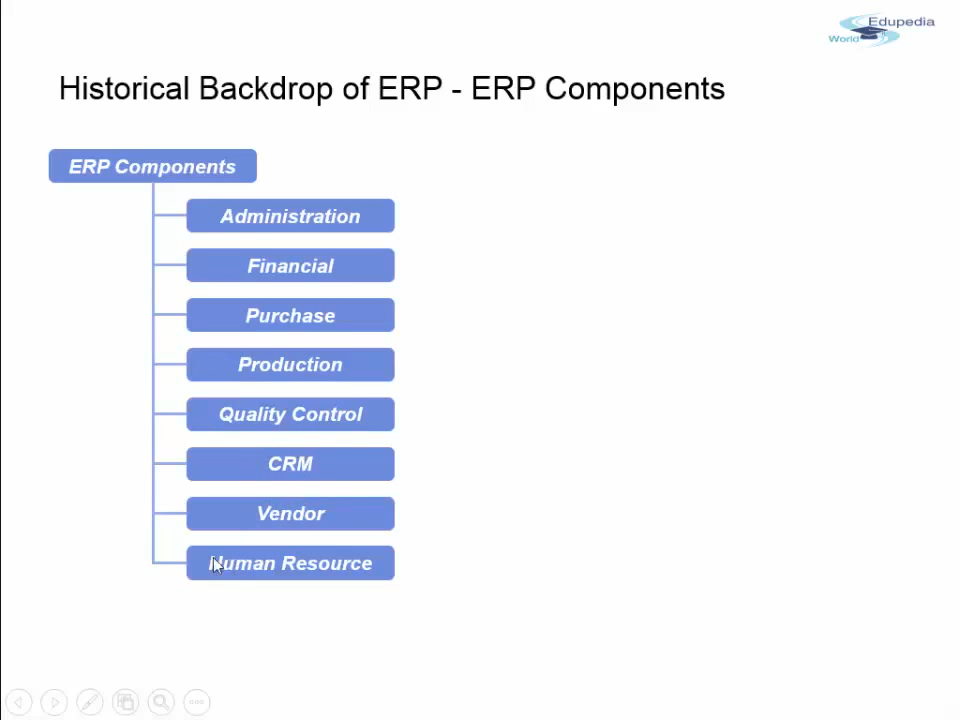 Edupedia
World
Historical Backdrop of ERP - ERP Components
ERP Components
Administration
Financial
Purchase
Production
Quality Control
CRM
Vendor
Human Resource